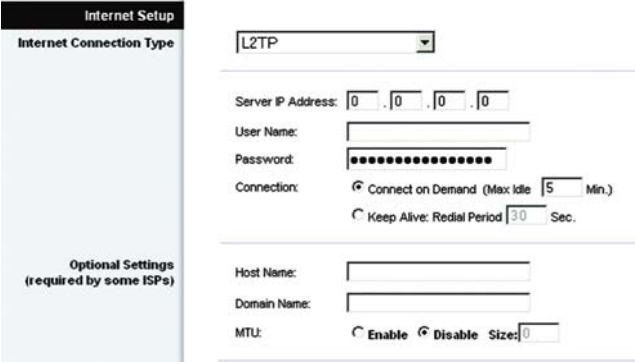 Internet Setup
Internet Connection Type
L2TP
Server IP Address: 0 . 0 . 0 . 0
User Name:
Password: ●●●●●●●●●●●●●●●●
Connection: Connect on Demand (Max Idle 5 Min.)
Keep Alive: Redial Period 30 Sec.
Optional Settings
(required by some ISPs)
Host Name:
Domain Name:
MTU: Enable Disable Size: 0